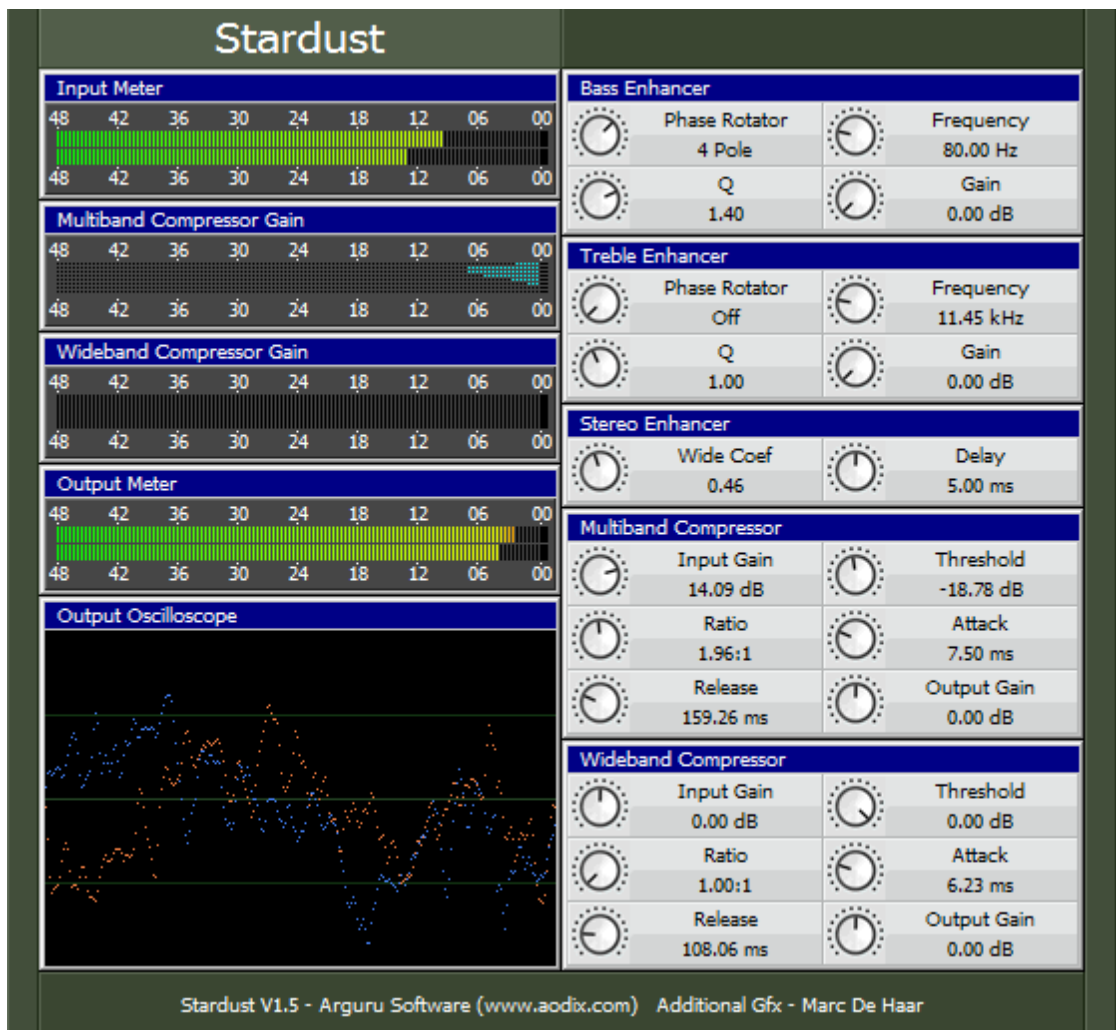 Stardust
Input Meter
48 42 36 30 24 18 12 06 00
48 42 36 30 24 18 12 06 00
Multiband Compressor Gain
48 42 36 30 24 18 12 06 00
48 42 36 30 24 18 12 06 00
Wideband Compressor Gain
48 42 36 30 24 18 12 06 00
48 42 36 30 24 18 12 06 00
Output Meter
48 42 36 30 24 18 12 06 00
48 42 36 30 24 18 12 06 00
Output Oscilloscope
Bass Enhancer
Phase Rotator Frequency
4 Pole 80.00 Hz
Q Gain
1.40 0.00 dB
Treble Enhancer
Phase Rotator Frequency
Off 11.45 kHz
Q Gain
1.00 0.00 dB
Stereo Enhancer
Wide Coef Delay
0.46 5.00 ms
Multiband Compressor
Input Gain Threshold
14.09 dB -18.78 dB
Ratio Attack
1.96:1 7.50 ms
Release Output Gain
159.26 ms 0.00 dB
Wideband Compressor
Input Gain Threshold
0.00 dB 0.00 dB
Ratio Attack
1.00:1 6.23 ms
Release Output Gain
108.06 ms 0.00 dB
Stardust V1.5 - Arguru Software (www.aodix.com) Additional Gfx - Marc De Haar